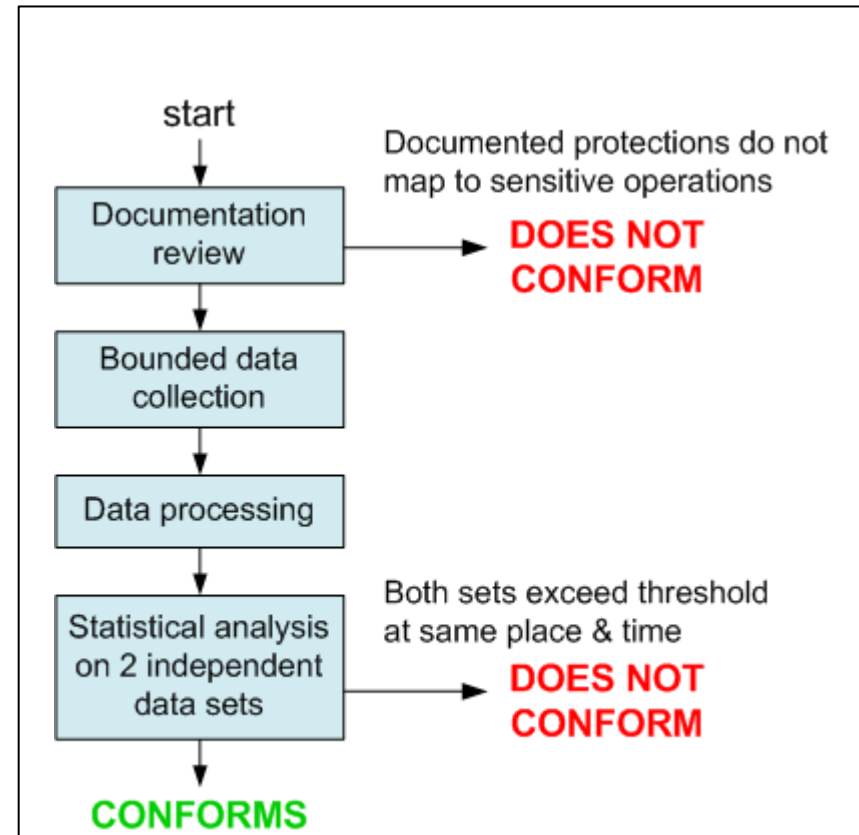 start
Documented protections do not
map to sensitive operations
Documentation
review
DOES NOT
CONFORM
Bounded data
collection
Data processing
Statistical analysis
on 2 independent
data sets
Both sets exceed threshold
at same place & time
DOES NOT
CONFORM
CONFORMS